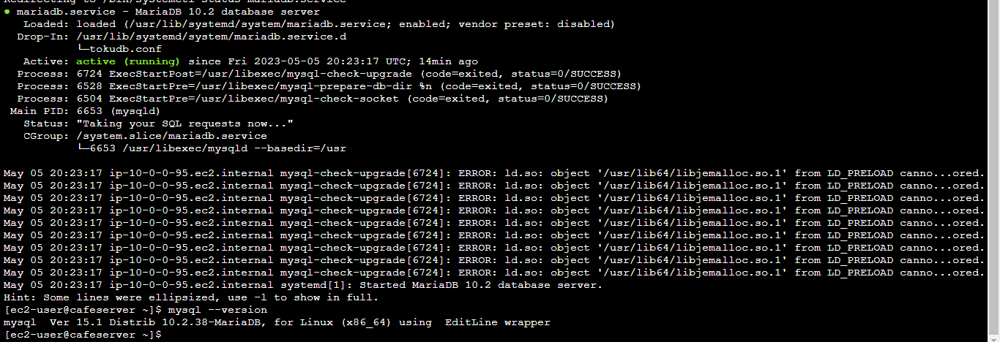 Redirecting to /bin/systemctl status mariadb.service
● mariadb.service - MariaDB 10.2 database server
   Loaded: loaded (/usr/lib/systemd/system/mariadb.service; enabled; vendor preset: disabled)
  Drop-In: /usr/lib/systemd/system/mariadb.service.d
           └─tokudb.conf
   Active: active (running) since Fri 2023-05-05 20:23:17 UTC; 14min ago
  Process: 6724 ExecStartPost=/usr/libexec/mysql-check-upgrade (code=exited, status=0/SUCCESS)
  Process: 6528 ExecStartPre=/usr/libexec/mysql-prepare-db-dir %n (code=exited, status=0/SUCCESS)
  Process: 6504 ExecStartPre=/usr/libexec/mysql-check-socket (code=exited, status=0/SUCCESS)
 Main PID: 6653 (mysqld)
   Status: "Taking your SQL requests now..."
   CGroup: /system.slice/mariadb.service
           └─6653 /usr/libexec/mysqld --basedir=/usr

May 05 20:23:17 ip-10-0-0-95.ec2.internal mysql-check-upgrade[6724]: ERROR: ld.so: object '/usr/lib64/libjemalloc.so.1' from LD_PRELOAD canno...ored.
May 05 20:23:17 ip-10-0-0-95.ec2.internal mysql-check-upgrade[6724]: ERROR: ld.so: object '/usr/lib64/libjemalloc.so.1' from LD_PRELOAD canno...ored.
May 05 20:23:17 ip-10-0-0-95.ec2.internal mysql-check-upgrade[6724]: ERROR: ld.so: object '/usr/lib64/libjemalloc.so.1' from LD_PRELOAD canno...ored.
May 05 20:23:17 ip-10-0-0-95.ec2.internal mysql-check-upgrade[6724]: ERROR: ld.so: object '/usr/lib64/libjemalloc.so.1' from LD_PRELOAD canno...ored.
May 05 20:23:17 ip-10-0-0-95.ec2.internal mysql-check-upgrade[6724]: ERROR: ld.so: object '/usr/lib64/libjemalloc.so.1' from LD_PRELOAD canno...ored.
May 05 20:23:17 ip-10-0-0-95.ec2.internal mysql-check-upgrade[6724]: ERROR: ld.so: object '/usr/lib64/libjemalloc.so.1' from LD_PRELOAD canno...ored.
May 05 20:23:17 ip-10-0-0-95.ec2.internal mysql-check-upgrade[6724]: ERROR: ld.so: object '/usr/lib64/libjemalloc.so.1' from LD_PRELOAD canno...ored.
May 05 20:23:17 ip-10-0-0-95.ec2.internal mysql-check-upgrade[6724]: ERROR: ld.so: object '/usr/lib64/libjemalloc.so.1' from LD_PRELOAD canno...ored.
May 05 20:23:17 ip-10-0-0-95.ec2.internal mysql-check-upgrade[6724]: ERROR: ld.so: object '/usr/lib64/libjemalloc.so.1' from LD_PRELOAD canno...ored.
May 05 20:23:17 ip-10-0-0-95.ec2.internal systemd[1]: Started MariaDB 10.2 database server.
Hint: Some lines were ellipsized, use -l to show in full.
[ec2-user@cafeserver ~]$ mysql --version
mysql  Ver 15.1 Distrib 10.2.38-MariaDB, for Linux (x86_64) using  EditLine wrapper
[ec2-user@cafeserver ~]$